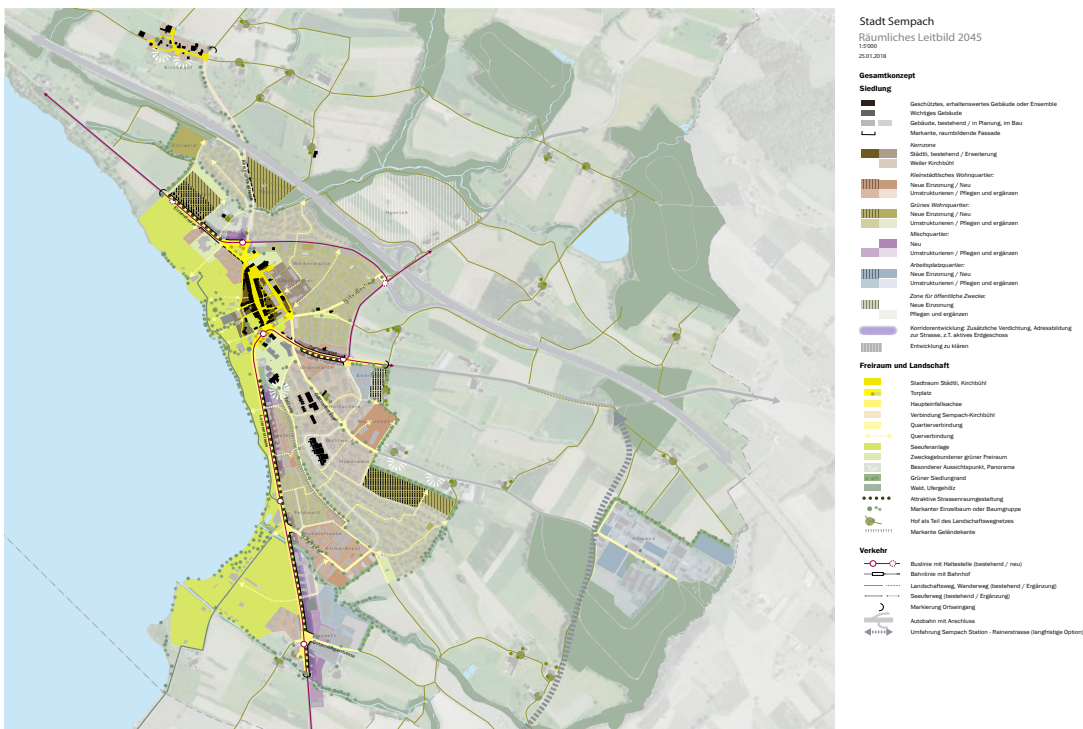 Stadt Sempach
Räumliches Leitbild 2045
1:5'000
25.01.2018
Gesamtkonzept
Siedlung
Geschütztes, erhaltenswertes Gebäude oder Ensemble
Wichtiges Gebäude
Gebäude, bestehend / in Planung, im Bau
Markante, raumbildende Fassade
Kernzone
Städtli, bestehend / Erweiterung
Weiler Kirchbühl
Kleinstädtisches Wohnquartier:
Neue Einzonung / Neu
Umstrukturieren / Pflegen und ergänzen
Grünes Wohnquartier:
Neue Einzonung / Neu
Umstrukturieren / Pflegen und ergänzen
Mischquartier:
Neu
Umstrukturieren / Pflegen und ergänzen
Arbeitsplatzquartier:
Neue Einzonung / Neu
Umstrukturieren / Pflegen und ergänzen
Zone für öffentliche Zwecke:
Neue Einzonung
Pflegen und ergänzen
Korridorentwicklung: Zusätzliche Verdichtung, Adressbildung
zur Strasse, z.T. aktives Erdgeschoss
Entwicklung zu klären
Freiraum und Landschaft
Stadtraum Städtli, Kirchbühl
Torplatz
Haupteinfallsachse
Verbindung Sempach-Kirchbühl
Quartierverbindung
Querverbindung
Seeuferanlage
Zweckgebundener grüner Freiraum
Besonderer Aussichtspunkt, Panorama
Grüner Siedlungsrand
Wald, Ufergehölz
Attraktive Strassenraumgestaltung
Markanter Einzelbaum oder Baumgruppe
Hof als Teil des Landschaftswegnetzes
Markante Geländekante
Verkehr
Buslinie mit Haltestelle (bestehend / neu)
Bahnlinie mit Bahnhof
Landschaftsweg, Wanderweg (bestehend / Ergänzung)
Seeuferweg (bestehend / Ergänzung)
Markierung Ortseingang
Autobahn mit Anschluss
Umfahrung Sempach Station - Rainerstrasse (langfristige Option)
Honrich
Allmend